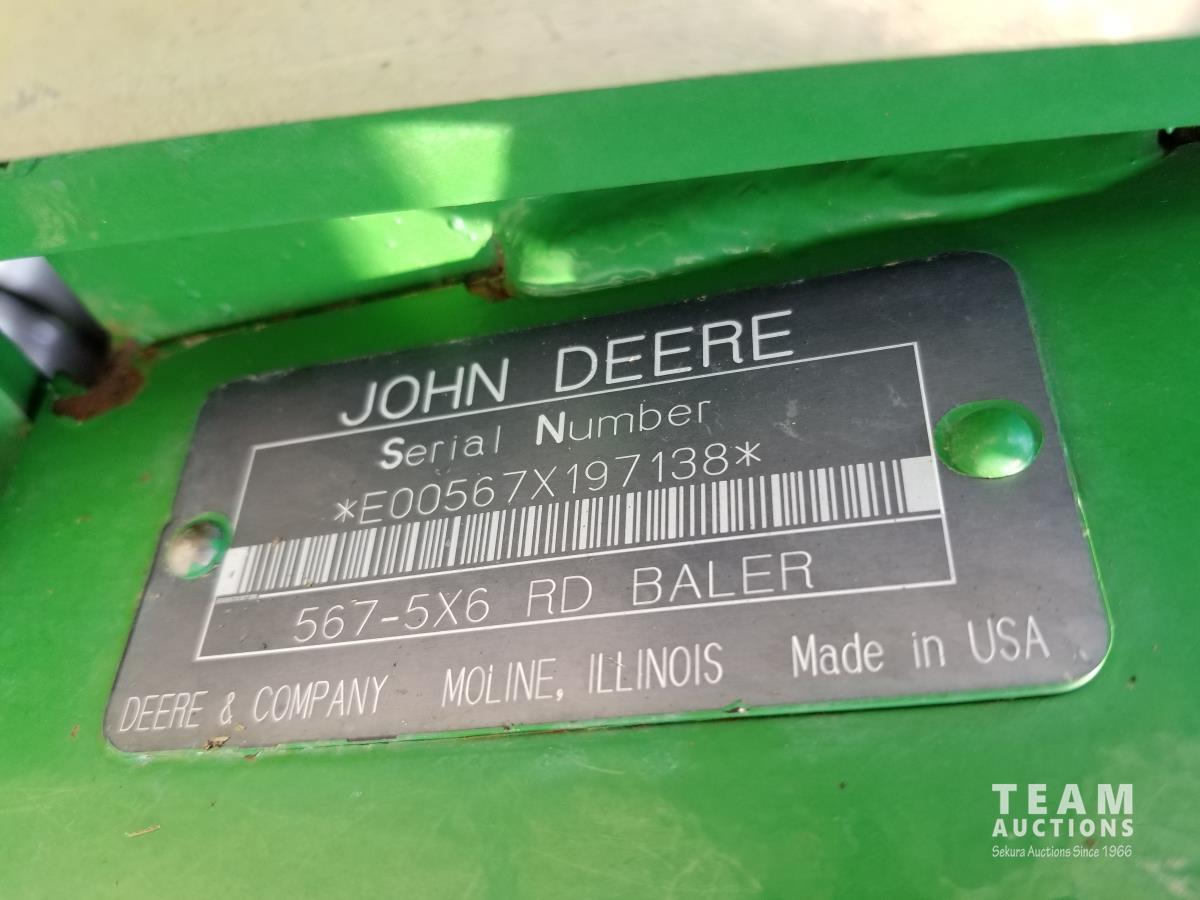 JOHN DEERE
Serial Number
*E00567X197138*
567-5X6 RD BALER
DEERE & COMPANY MOLINE, ILLINOIS Made in USA
TEAM
AUCTIONS
Sekura Auctions Since 1966